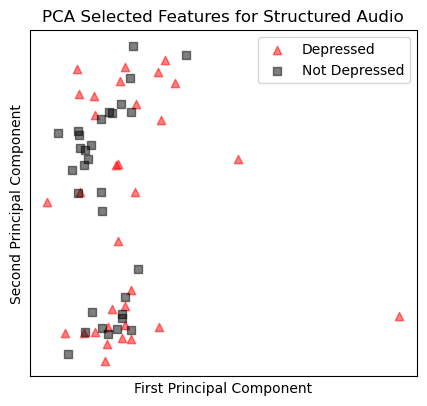 PCA Selected Features for Structured Audio
Depressed
Not Depressed
Second Principal Component
First Principal Component